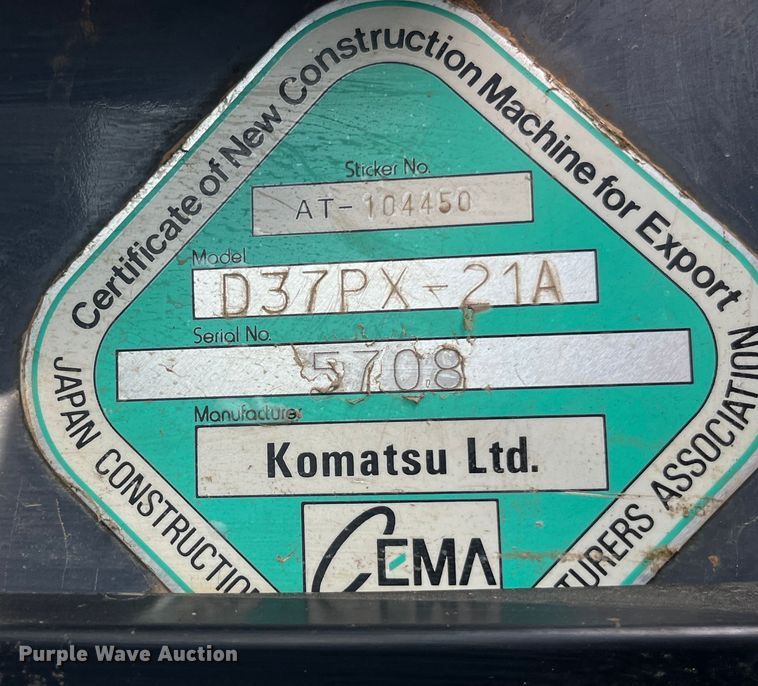 Certificate of New Construction Machine for Export
Sticker No.
AT-104450
Model
D37PX-21A
Serial No.
5708
Manufacturer
Komatsu Ltd.
CEMA
JAPAN CONSTRUCTION
TURERS ASSOCIATION
Purple Wave Auction